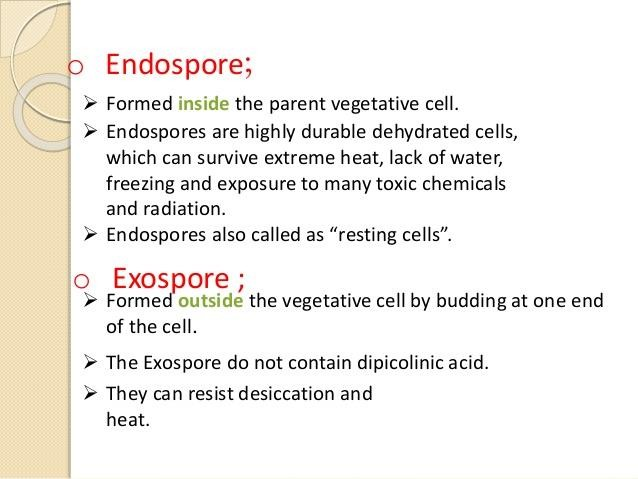 o Endospore;
➢ Formed inside the parent vegetative cell.
➢ Endospores are highly durable dehydrated cells,
which can survive extreme heat, lack of water,
freezing and exposure to many toxic chemicals
and radiation.
➢ Endospores also called as “resting cells”.
o Exospore ;
➢ Formed outside the vegetative cell by budding at one end
of the cell.
➢ The Exospore do not contain dipicolinic acid.
➢ They can resist desiccation and
heat.